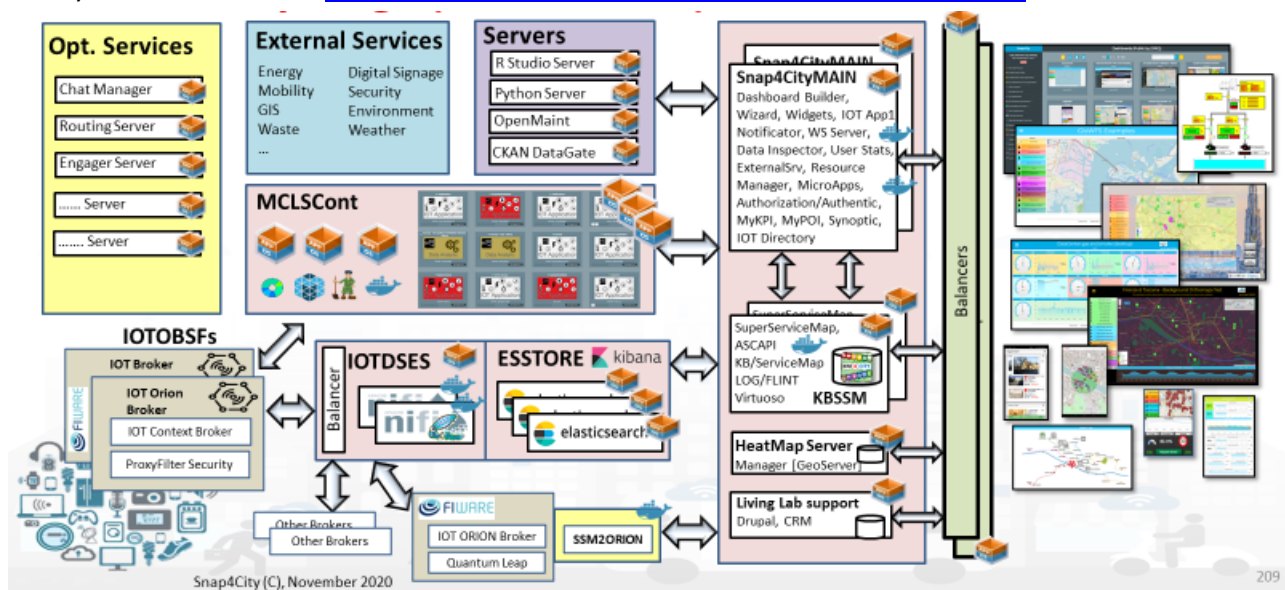 Opt. Services
Chat Manager
Routing Server
Engager Server
...... Server
........ Server
External Services
Energy
Mobility
GIS
Waste
...
Digital Signage
Security
Environment
Weather
Servers
R Studio Server
Python Server
OpenMaint
CKAN DataGate
MCLSCont
IOT Application
Snap4CityMAIN
Snap4CityMAIN
Dashboard Builder,
Wizard, Widgets, IOT App1
Notificator, WS Server,
Data Inspector, User Stats,
ExternalSrv, Resource
Manager, MicroApps,
Authorization/Authentic,
MyKPI, MyPOI, Synoptic,
IOT Directory
SuperServiceMap
SuperServiceMap,
ASCAPI
KB/ServiceMap
LOG/FLINT
Virtuoso
KBSSM
HeatMap Server
Manager [GeoServer]
Living Lab support
Drupal, CRM
Balancers
IOTOBSFs
IOT Broker
IOT Orion
Broker
IOT Context Broker
ProxyFilter Security
FIWARE
Balancer
IOTDSES
nifi
ESSTORE
kibana
elasticsearch
Other Brokers
Other Brokers
FIWARE
IOT ORION Broker
Quantum Leap
SSM2ORION
Snap4City (C), November 2020
209